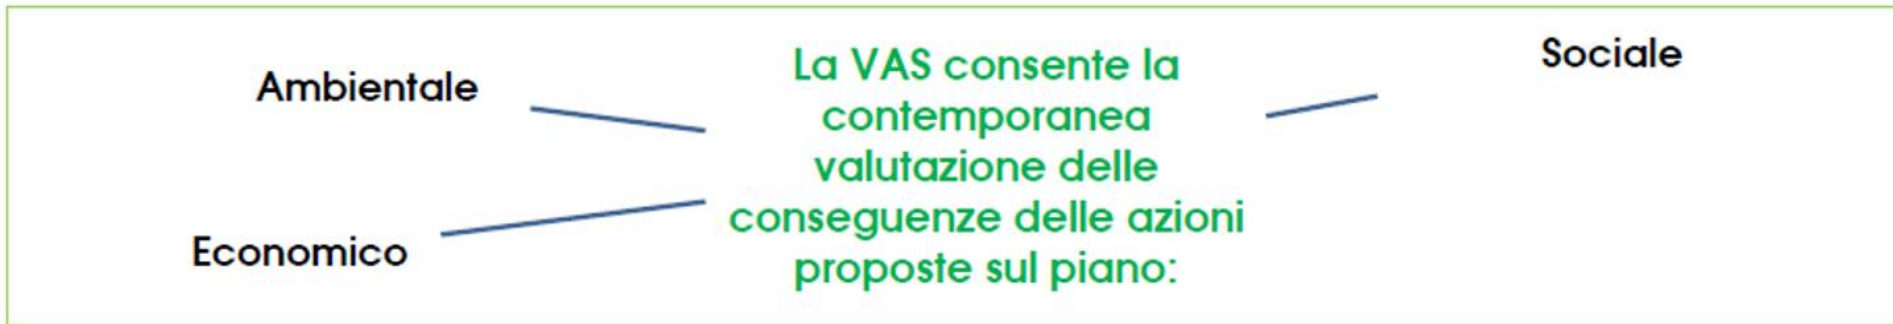 Ambientale
Economico
La VAS consente la
contemporanea
valutazione delle
conseguenze delle azioni
proposte sul piano:
Sociale